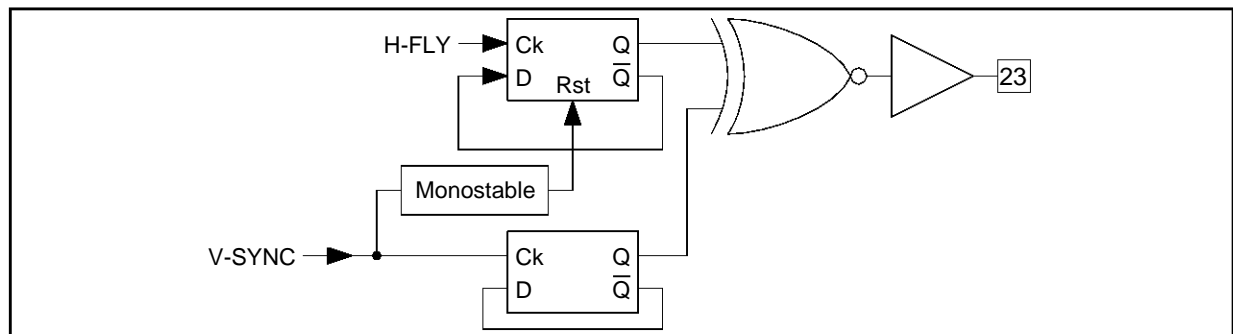 H-FLY
Ck
Q
D
Q̅
Rst
23
Monostable
V-SYNC
Ck
Q
D
Q̅